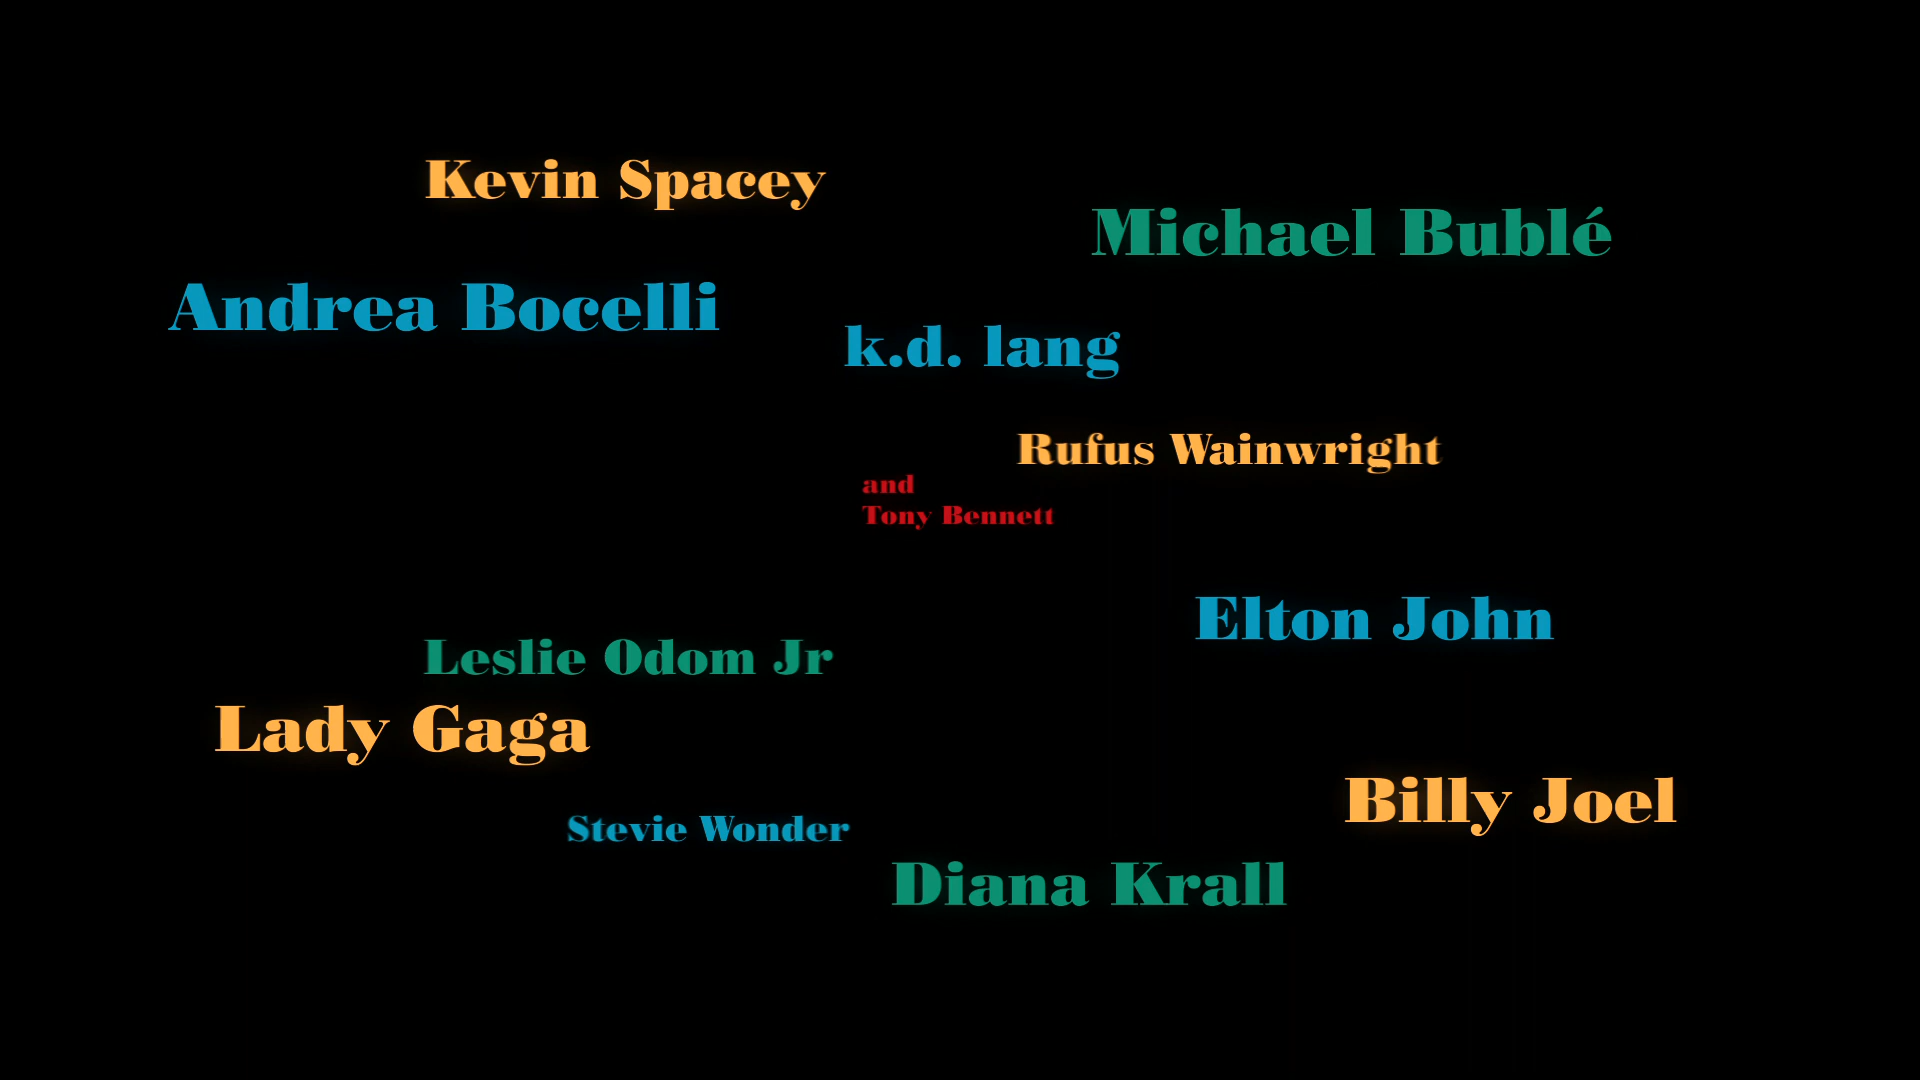 Kevin Spacey
Michael Bublé
Andrea Bocelli
k.d. lang
Rufus Wainwright
and
Tony Bennett
Elton John
Leslie Odom Jr
Lady Gaga
Billy Joel
Stevie Wonder
Diana Krall